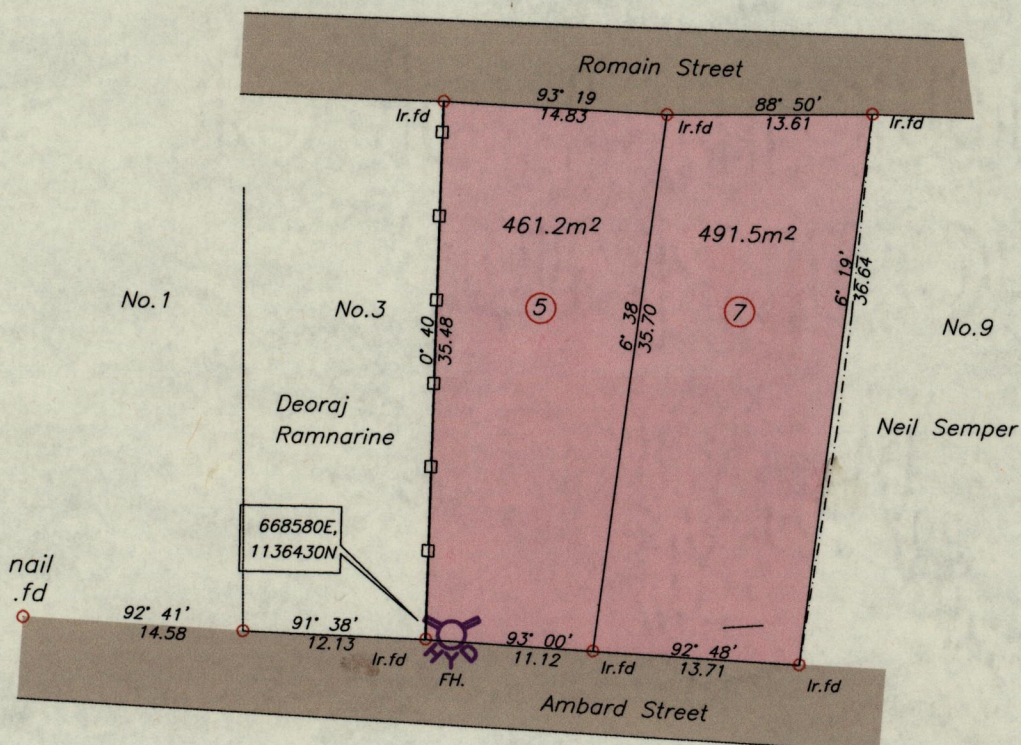 Romain Street
93° 19
14.83
88° 50'
13.61
Ir.fd
Ir.fd
Ir.fd
461.2m²
491.5m²
6° 19'
36.64
No.1
No.3
0° 40
35.48
5
6° 38
35.70
7
No.9
Deoraj
Ramnarine
Neil Semper
668580E,
1136430N
nail
.fd
92° 41'
14.58
91° 38'
12.13
Ir.fd
HYD
FH.
93° 00'
11.12
Ir.fd
92° 48'
13.71
Ir.fd
Ambard Street